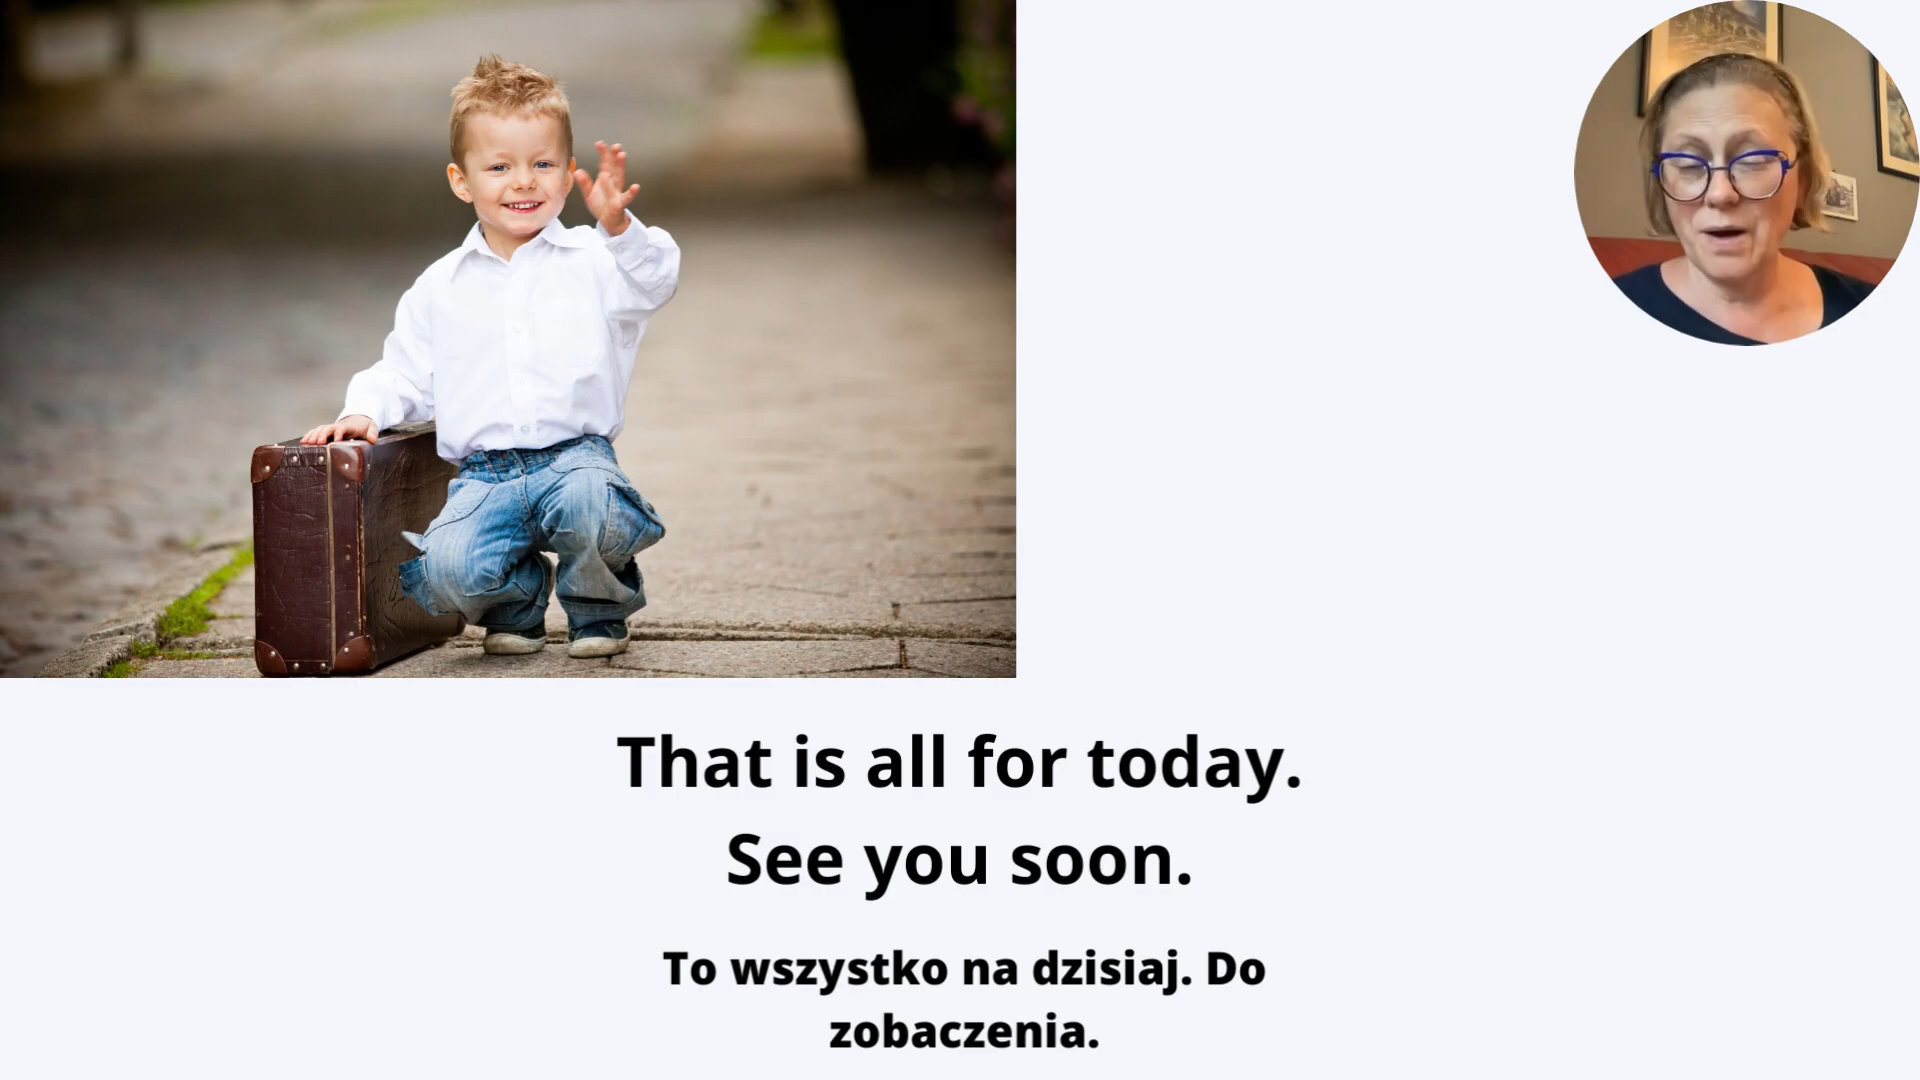 That is all for today.
See you soon.
To wszystko na dzisiaj. Do
zobaczenia.